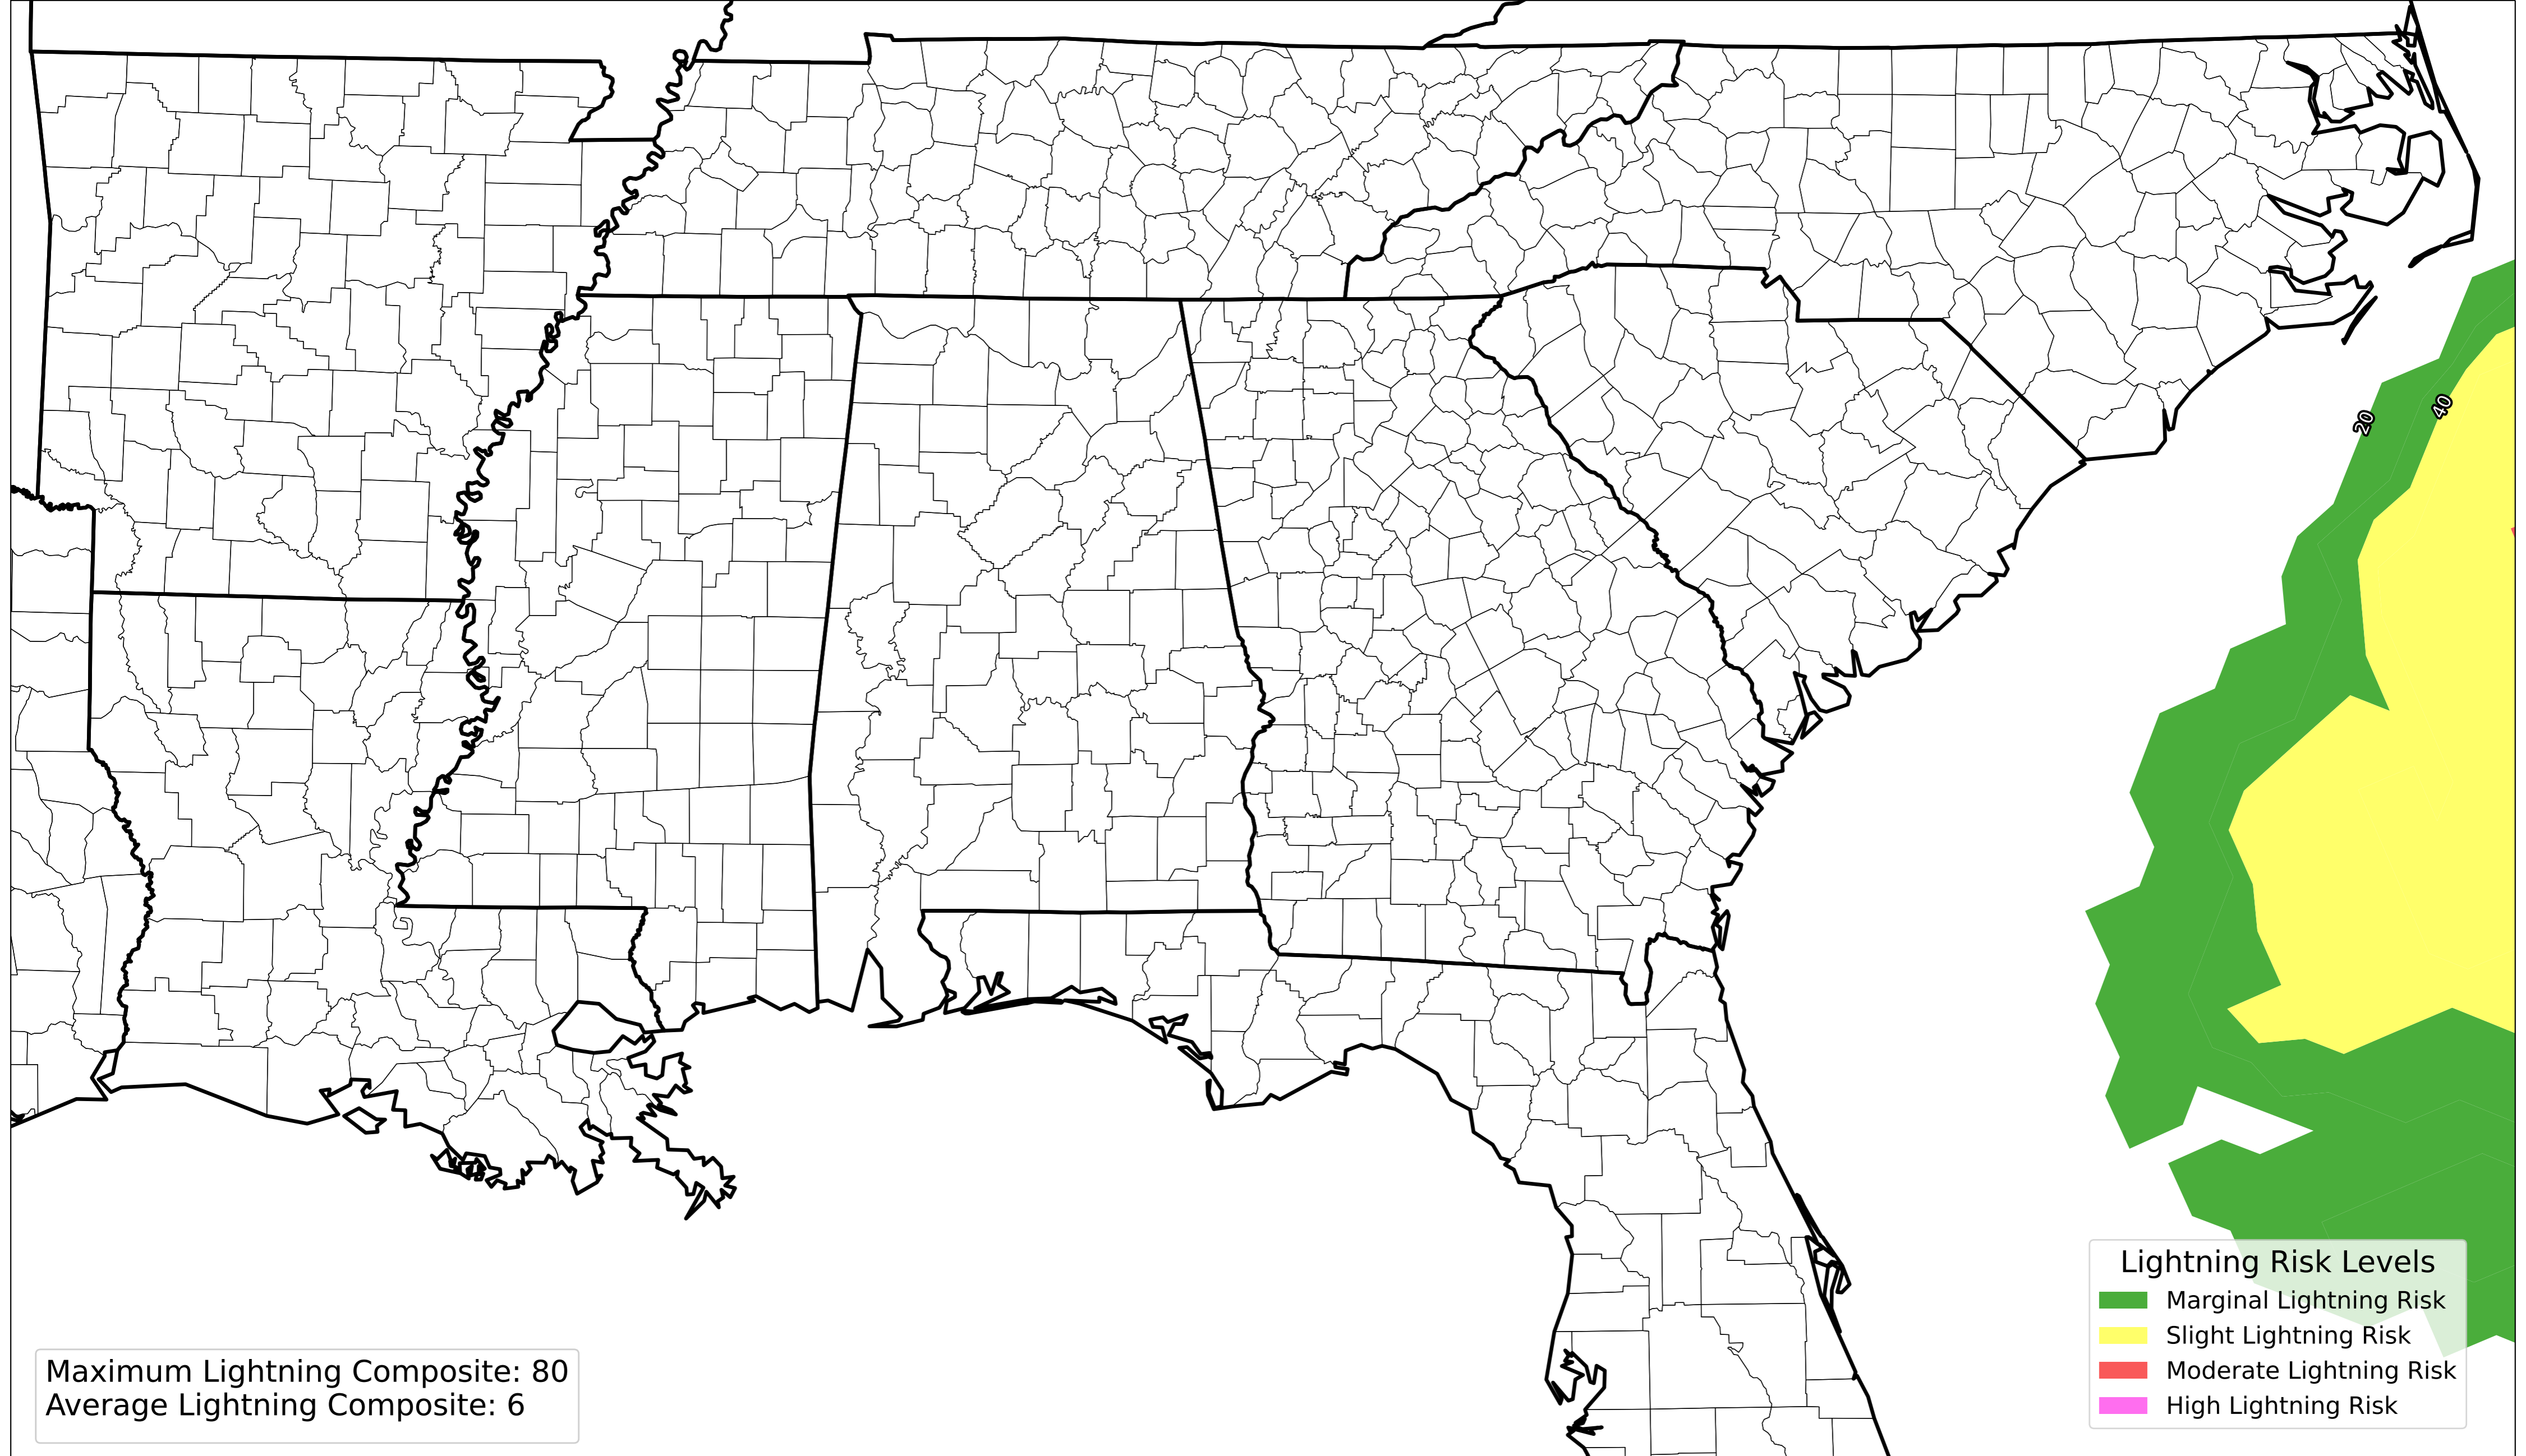 20
40
Maximum Lightning Composite: 80
Average Lightning Composite: 6
Lightning Risk Levels
Marginal Lightning Risk
Slight Lightning Risk
Moderate Lightning Risk
High Lightning Risk